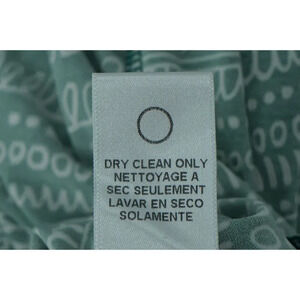 DRY CLEAN ONLY
NETTOYAGE A
SEC SEULEMENT
LAVAR EN SECO
SOLAMENTE